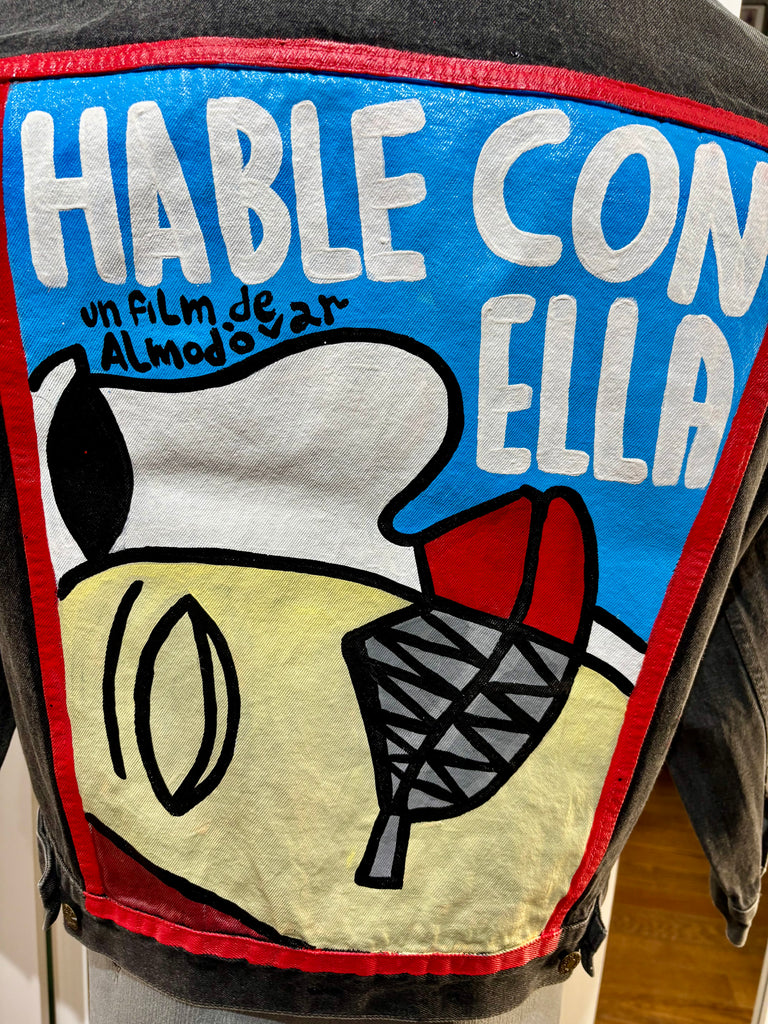 HABLE CON
ELLA
un film de
ALMODÓVAR